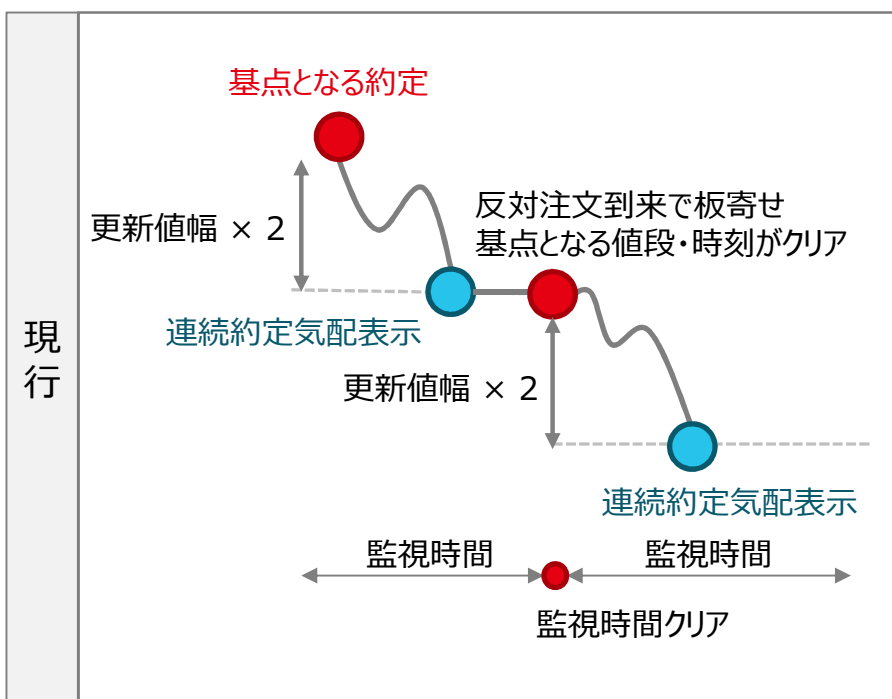 現行
基点となる約定
更新値幅 × 2
反対注文到来で板寄せ
基点となる値段・時刻がクリア
連続約定気配表示
更新値幅 × 2
連続約定気配表示
監視時間
監視時間
監視時間クリア